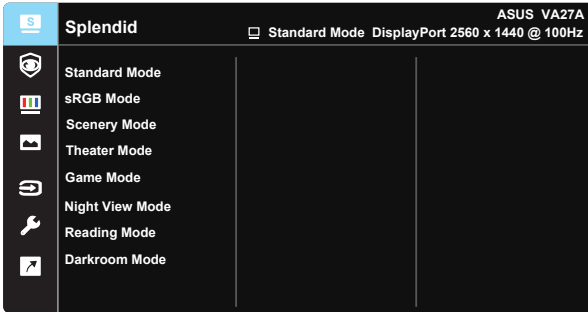 S
Splendid
ASUS VA27A
Standard Mode DisplayPort 2560 x 1440 @ 100Hz
Standard Mode
sRGB Mode
Scenery Mode
Theater Mode
Game Mode
Night View Mode
Reading Mode
Darkroom Mode